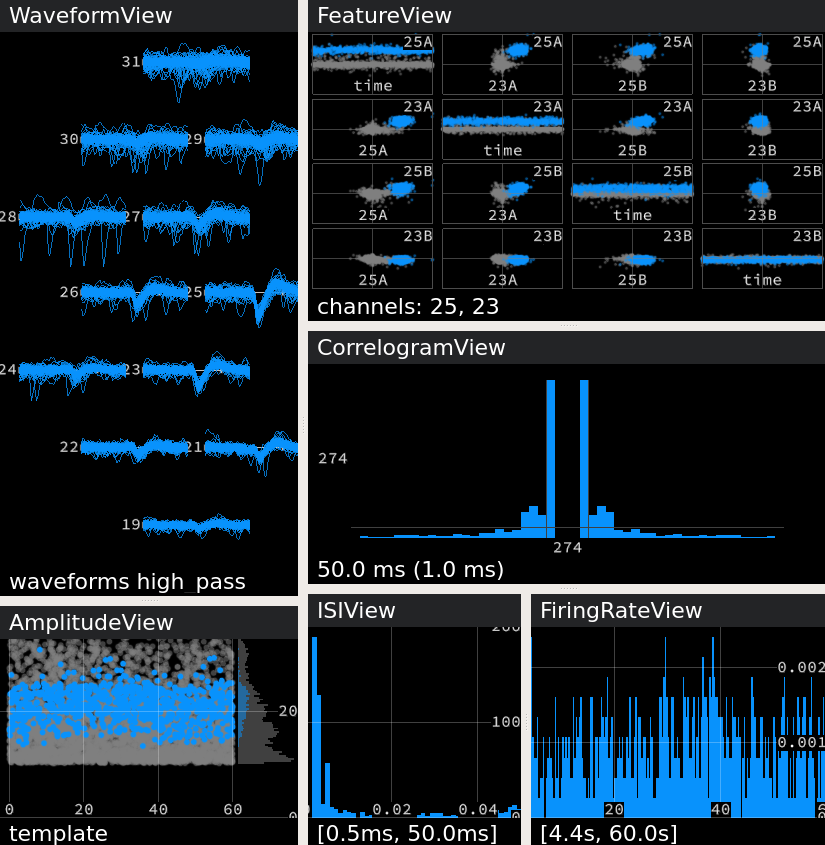 WaveformView
31
30 29
28 27
26 25
24 23
22 21
19
waveforms high_pass
AmplitudeView
20
0 20 40 60
0
template
FeatureView
25A 25A 25A 25A
time 23A 25B 23B
23A 23A 23A 23A
25A time 25B 23B
25B 25B 25B 25B
25A 23A time 23B
23B 23B 23B 23B
25A 23A 25B time
channels: 25, 23
CorrelogramView
274
274
50.0 ms (1.0 ms)
ISIView
200
100
0.02 0.04
[0.5ms, 50.0ms]
FiringRateView
0.002
0.001
20 40
[4.4s, 60.0s]